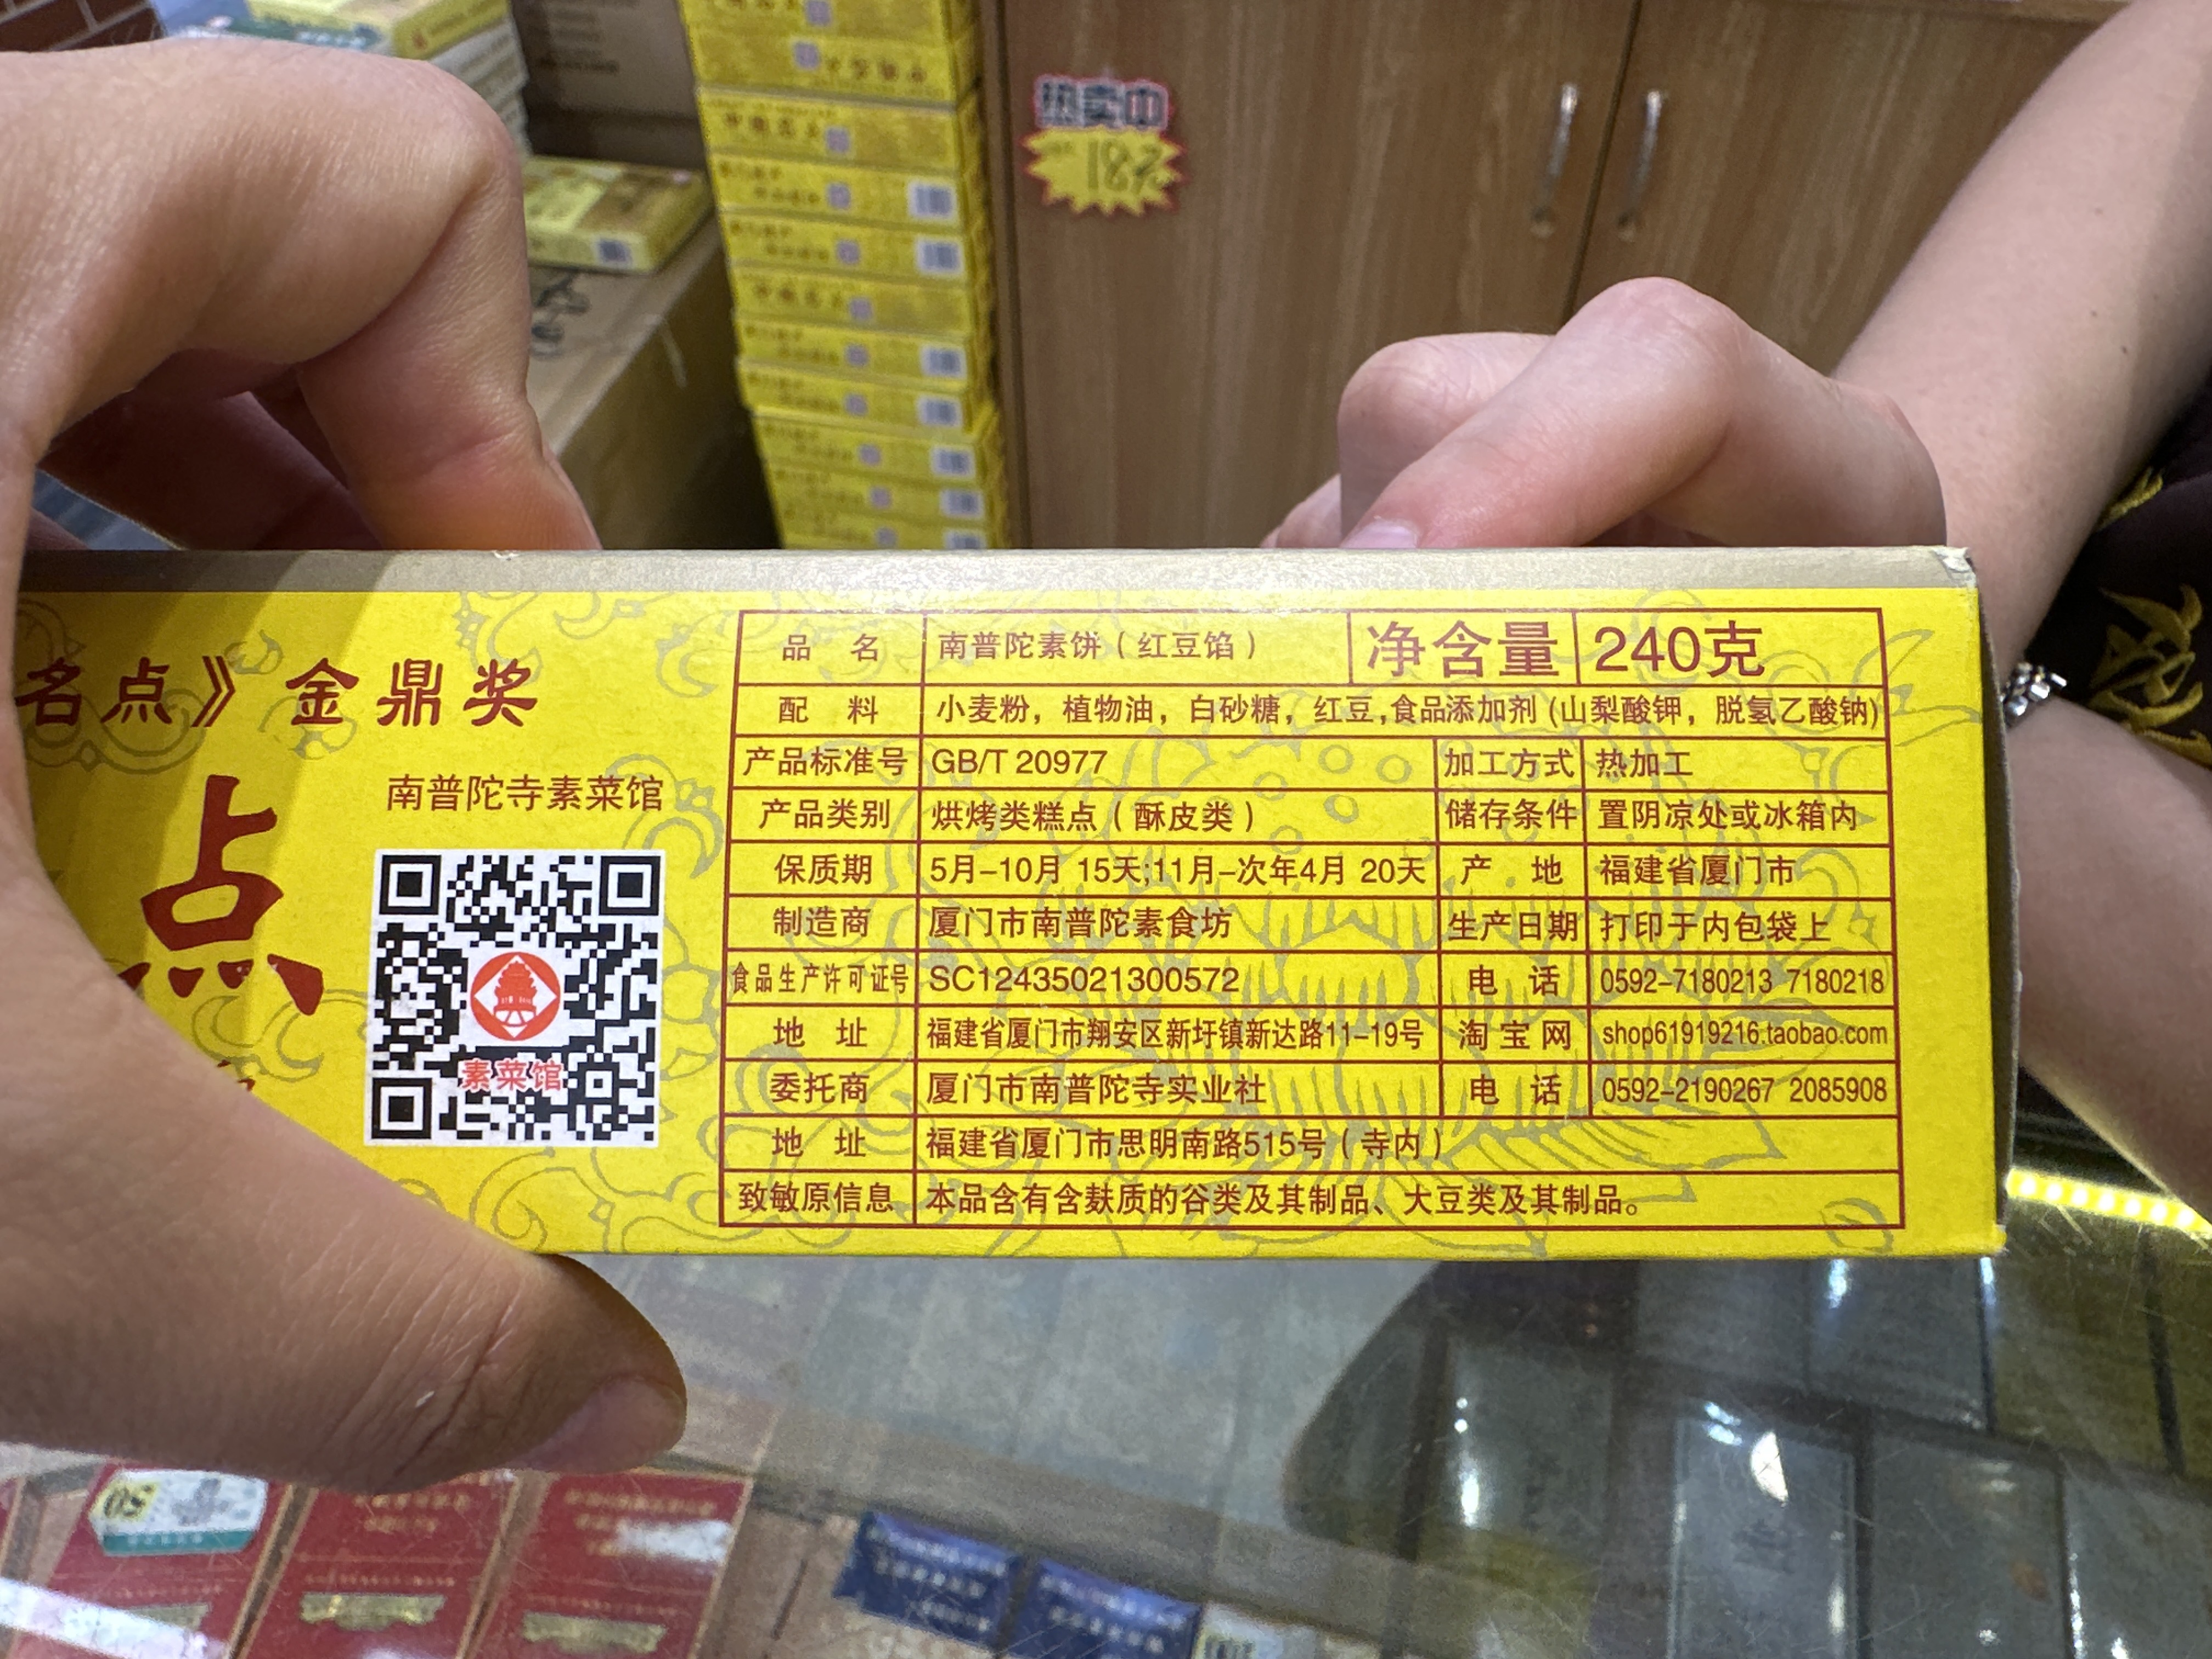 热卖中
18元
名点》金鼎奖
点
南普陀寺素菜馆
素菜馆
品 名 南普陀素饼（红豆馅） 净含量 240克
配 料 小麦粉，植物油，白砂糖，红豆,食品添加剂 (山梨酸钾，脱氢乙酸钠)
产品标准号 GB/T 20977 加工方式 热加工
产品类别 烘烤类糕点（酥皮类） 储存条件 置阴凉处或冰箱内
保质期 5月-10月 15天;11月-次年4月 20天 产 地 福建省厦门市
制造商 厦门市南普陀素食坊 生产日期 打印于内包袋上
食品生产许可证号 SC12435021300572 电 话 0592-7180213 7180218
地 址 福建省厦门市翔安区新圩镇新达路11-19号 淘宝网 shop61919216.taobao.com
委托商 厦门市南普陀寺实业社 电 话 0592-2190267 2085908
地 址 福建省厦门市思明南路515号（寺内）
致敏原信息 本品含有含麸质的谷类及其制品、大豆类及其制品。